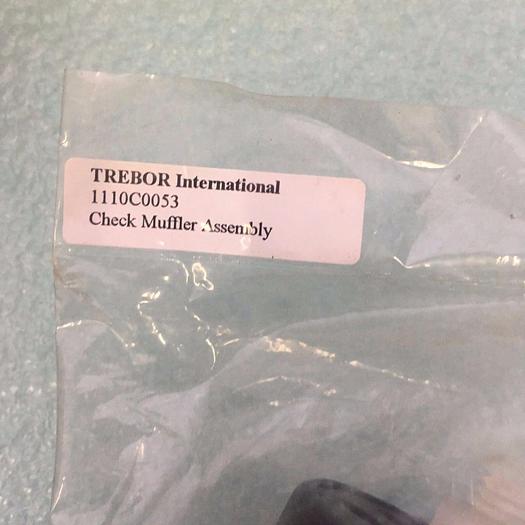 TREBOR International
1110C0053
Check Muffler Assembly